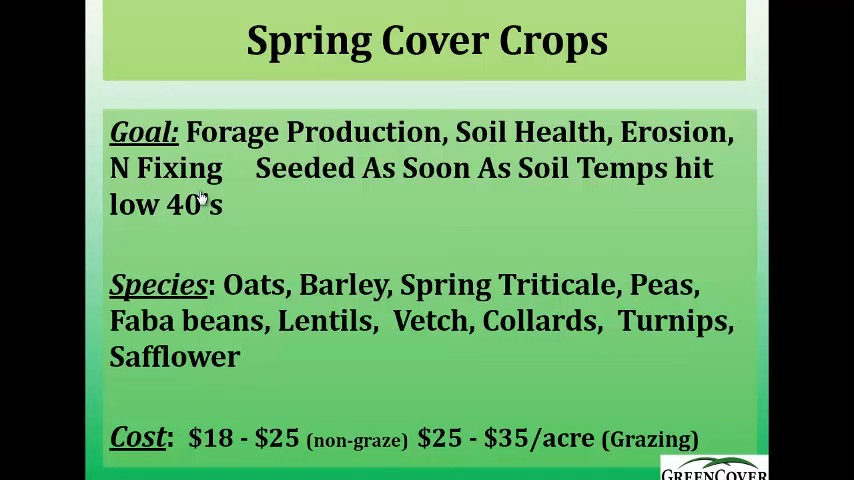 Spring Cover Crops
Goal: Forage Production, Soil Health, Erosion,
N Fixing Seeded As Soon As Soil Temps hit
low 40's
Species: Oats, Barley, Spring Triticale, Peas,
Faba beans, Lentils, Vetch, Collards, Turnips,
Safflower
Cost: $18 - $25 (non-graze) $25 - $35/acre (Grazing)
GREENCOVER